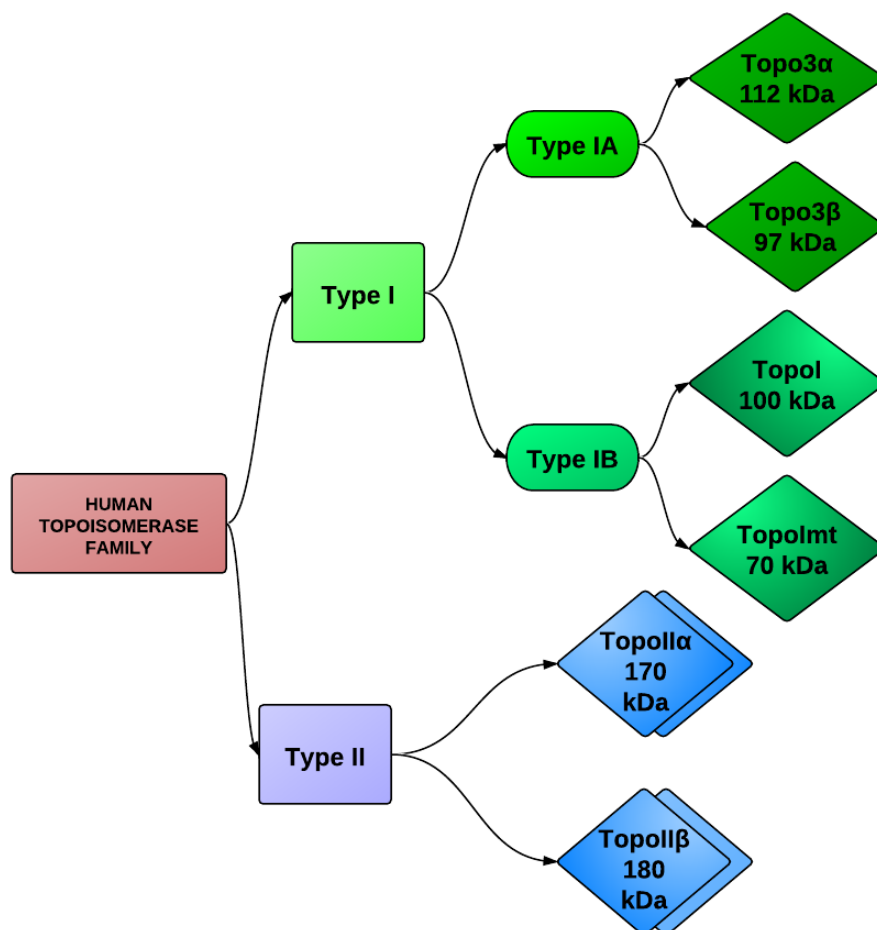 Topo3α
112 kDa
Type IA
Topo3β
97 kDa
Type I
TopoI
100 kDa
Type IB
HUMAN
TOPOISOMERASE
FAMILY
TopoImt
70 kDa
TopoIIα
170
kDa
Type II
TopoIIβ
180
kDa